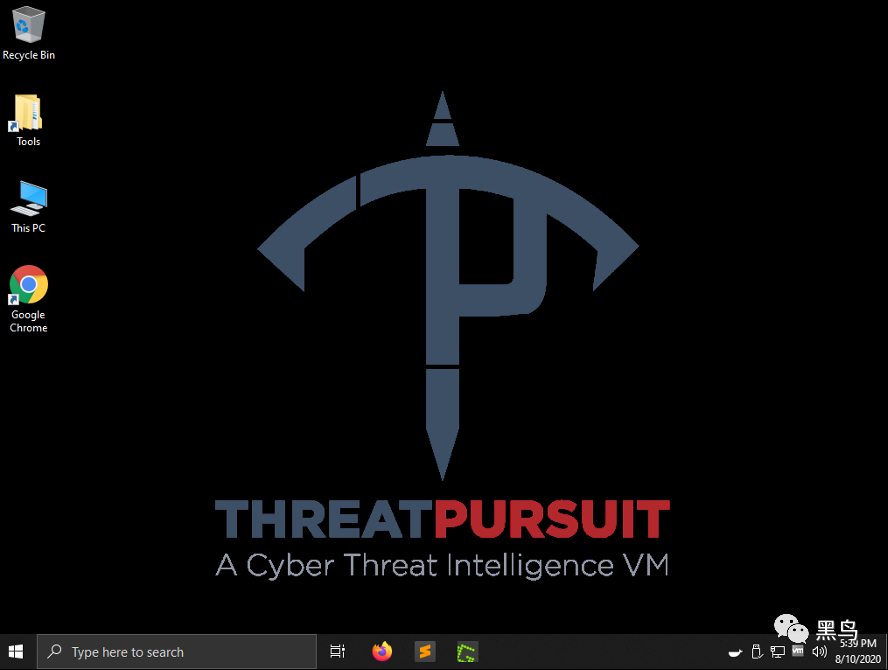 Recycle Bin
Tools
This PC
Google
Chrome
THREATPURSUIT
A Cyber Threat Intelligence VM
黑鸟
Type here to search
vm
5:39 PM
8/10/2020